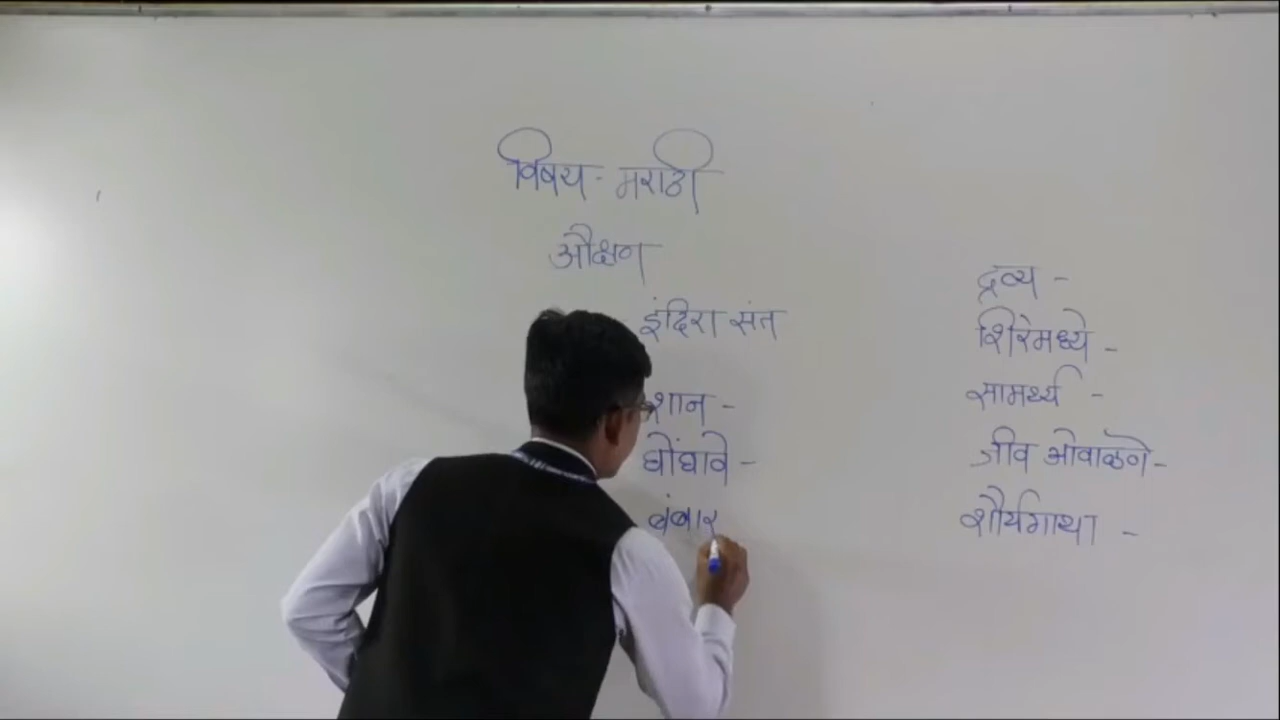 विषय - मराठी
औक्षण
इंदिरा संत
शान -
घोंघावे -
बंबार
द्रव्य -
शिरेमध्ये -
सामर्थ्य -
जीव ओवाळणे -
शौर्यगाथा -